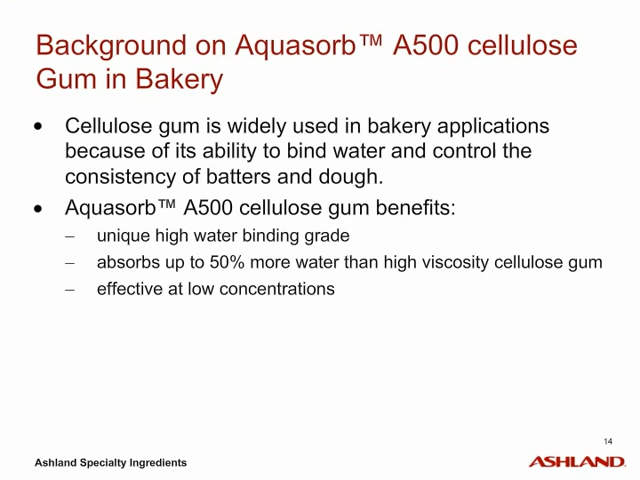 Background on Aquasorb™ A500 cellulose
Gum in Bakery
• Cellulose gum is widely used in bakery applications
because of its ability to bind water and control the
consistency of batters and dough.
• Aquasorb™ A500 cellulose gum benefits:
– unique high water binding grade
– absorbs up to 50% more water than high viscosity cellulose gum
– effective at low concentrations
14
Ashland Specialty Ingredients
ASHLAND.